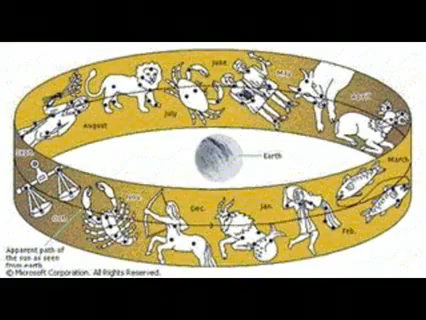 June
May
April
July
August
March
Earth
Sept.
Oct.
Nov.
Dec.
Jan.
Feb.
Apparent path of
the sun as seen
from earth
© Microsoft Corporation. All Rights Reserved.